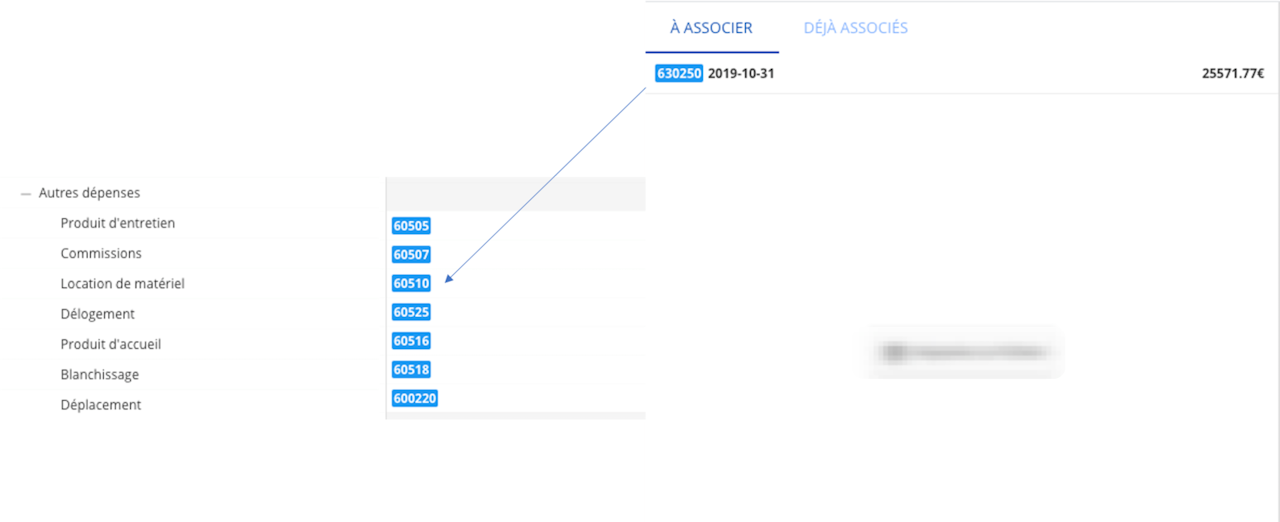 À ASSOCIER DÉJÀ ASSOCIÉS
630250 2019-10-31 25571.77€
Autres dépenses
Produit d'entretien 60505
Commissions 60507
Location de matériel 60510
Délogement 60525
Produit d'accueil 60516
Blanchissage 60518
Déplacement 600220